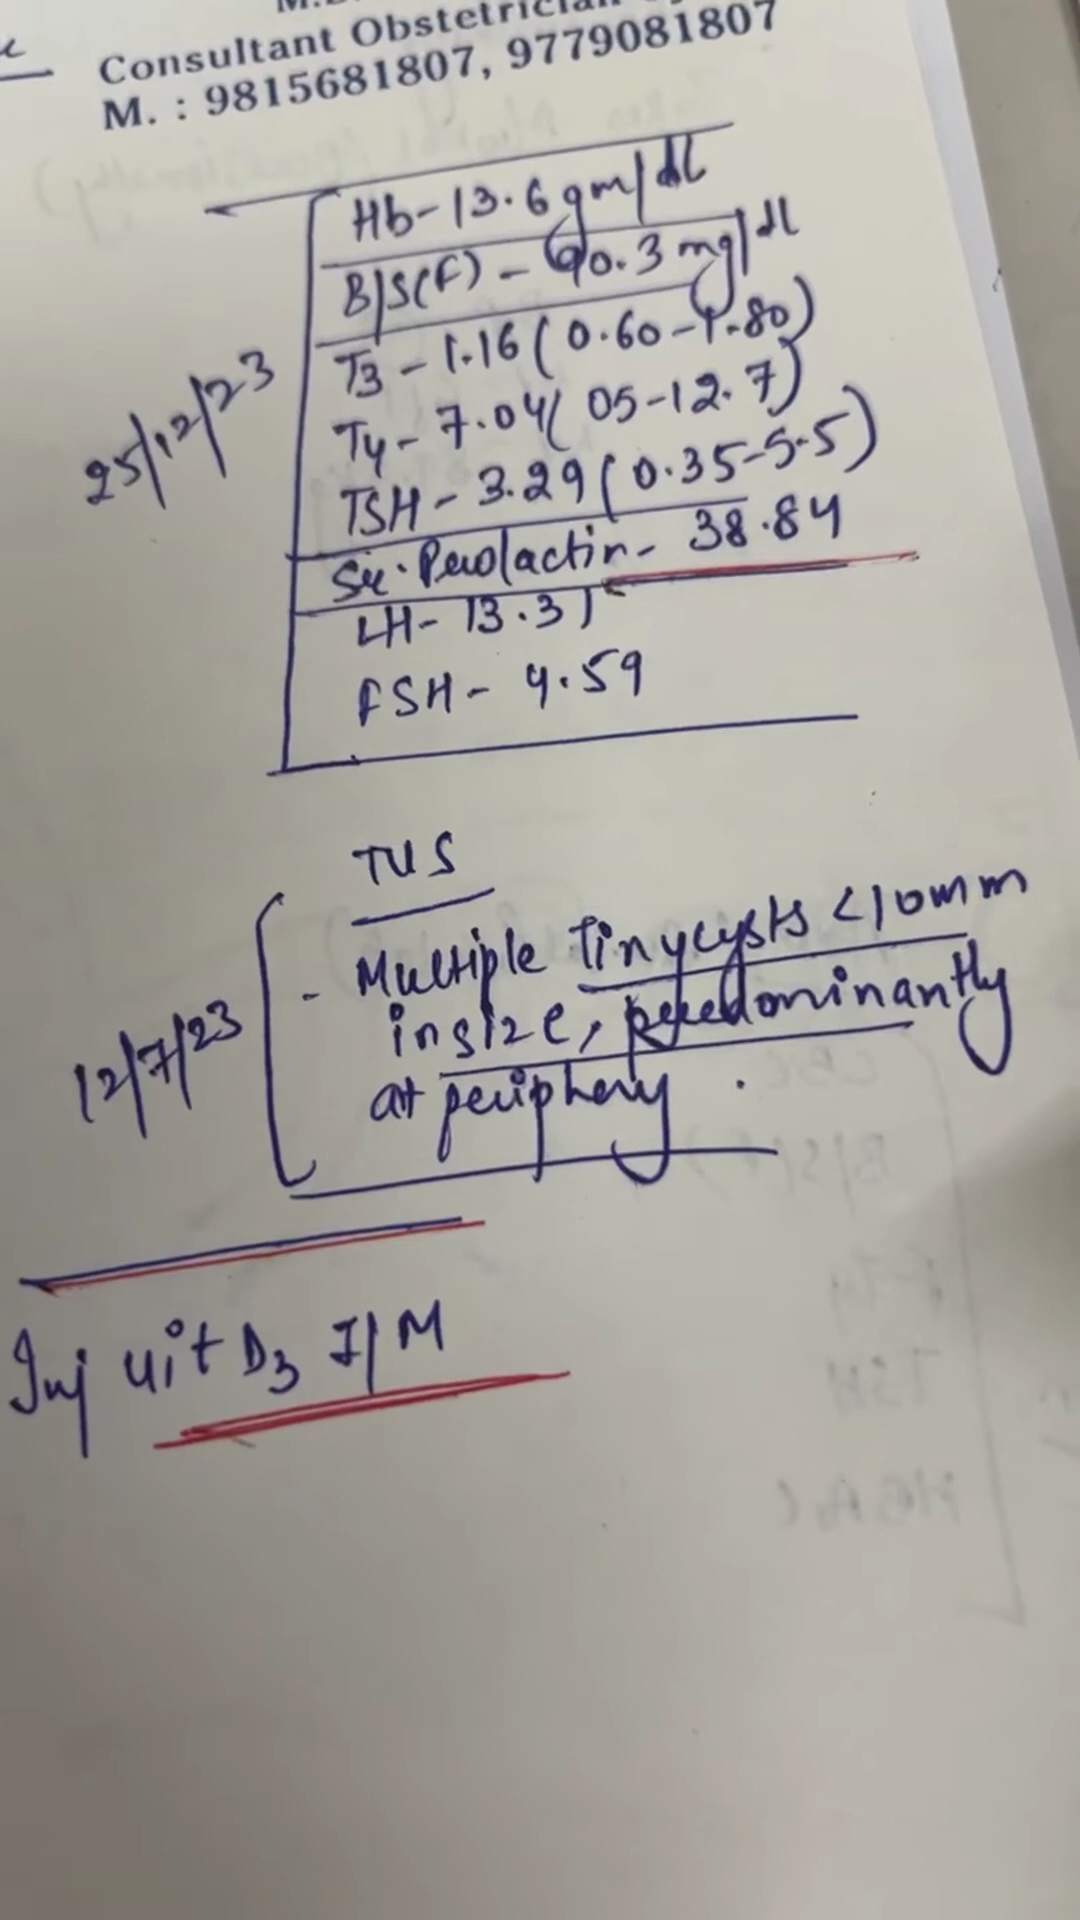 Consultant Obstetrician
M. : 9815681807, 9779081807
25/12/23
Hb - 13.6 gm/dl
B/S(F) - 90.3 mg/dl
T3 - 1.16 (0.60-1.80)
T4 - 7.04 (05-12.7)
TSH - 3.29 (0.35-5.5)
Sr. Prolactin - 38.84
LH - 13.31
FSH - 4.59
12/7/23
TUS
- Multiple Tiny cysts <10mm
in size, predominantly
at periphery.
Inj vit D3 I/M